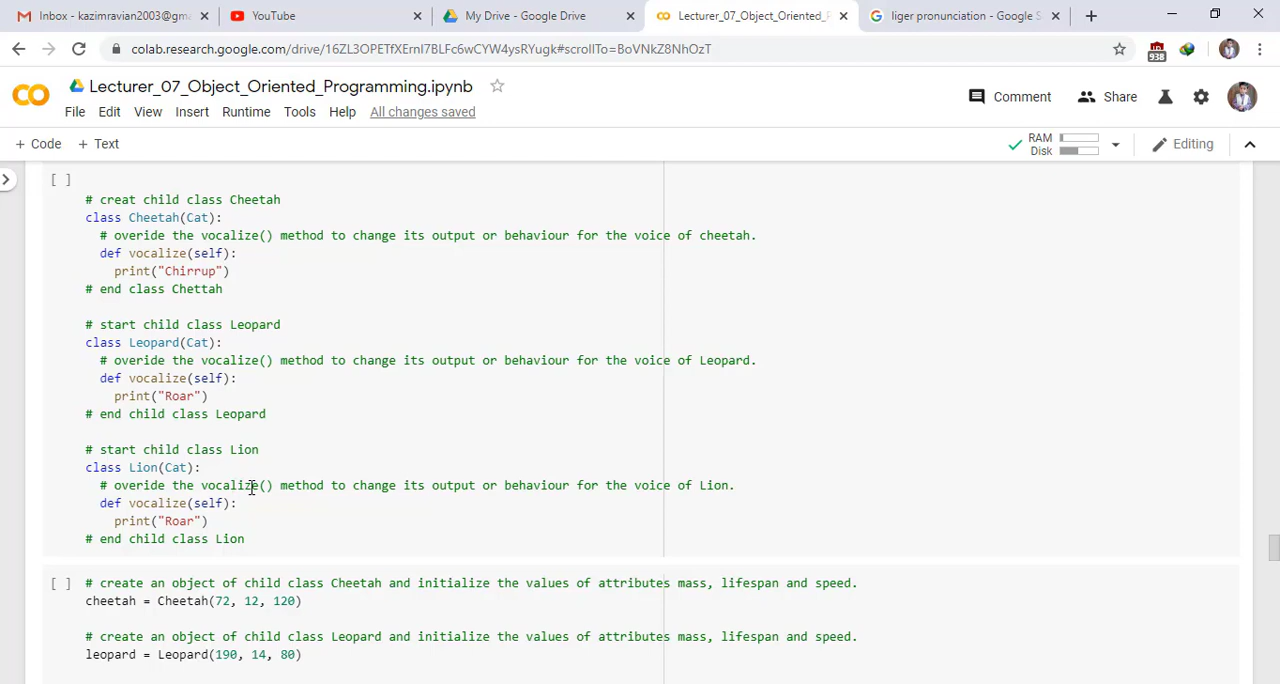 Inbox - kazimravian2003@gma
YouTube
My Drive - Google Drive
Lecturer_07_Object_Oriented_P
liger pronunciation - Google S
colab.research.google.com/drive/16ZL3OPETfXErnI7BLFc6wCYW4ysRYugk#scrollTo=BoVNkZ8NhOzT
938
Lecturer_07_Object_Oriented_Programming.ipynb
File Edit View Insert Runtime Tools Help All changes saved
Comment Share
+ Code + Text
RAM
Disk
Editing
[ ]
# creat child class Cheetah
class Cheetah(Cat):
# overide the vocalize() method to change its output or behaviour for the voice of cheetah.
def vocalize(self):
print("Chirrup")
# end class Chettah
# start child class Leopard
class Leopard(Cat):
# override the vocalize() method to change its output or behaviour for the voice of Leopard.
def vocalize(self):
print("Roar")
# end child class Leopard
# start child class Lion
class Lion(Cat):
# override the vocalize() method to change its output or behaviour for the voice of Lion.
def vocalize(self):
print("Roar")
# end child class Lion
[ ] # create an object of child class Cheetah and initialize the values of attributes mass, lifespan and speed.
cheetah = Cheetah(72, 12, 120)
# create an object of child class Leopard and initialize the values of attributes mass, lifespan and speed.
leopard = Leopard(190, 14, 80)